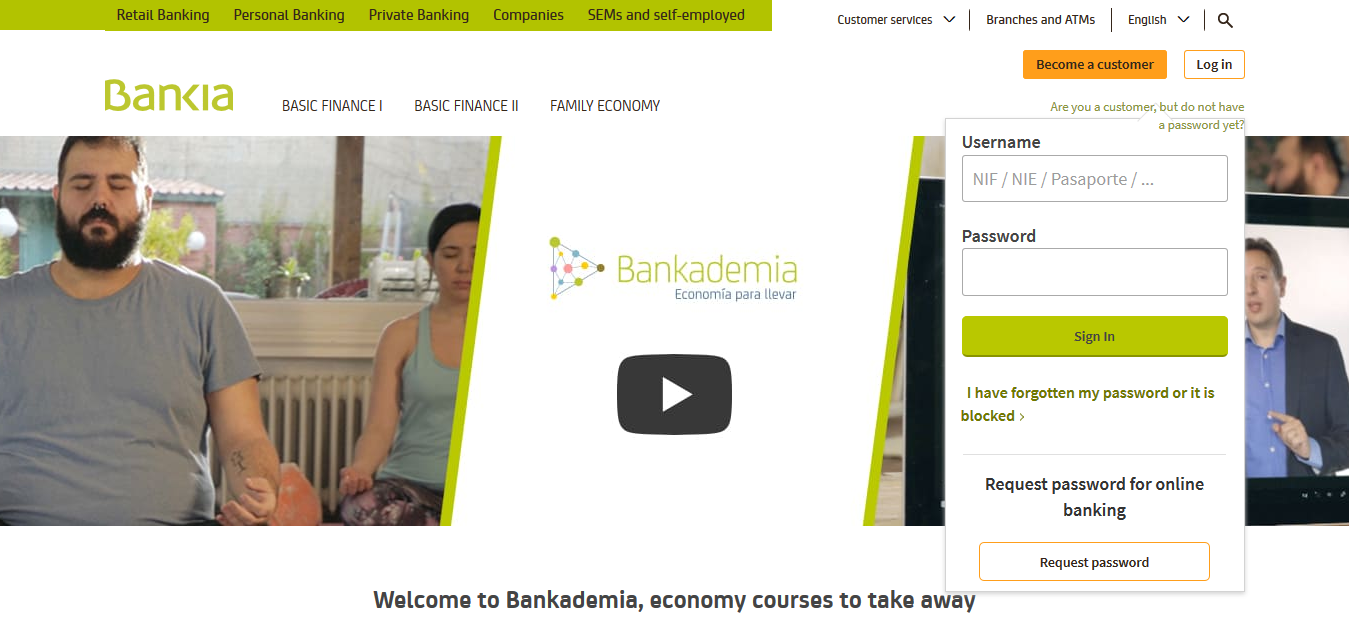 Retail Banking Personal Banking Private Banking Companies SEMs and self-employed
Customer services Branches and ATMs English
Become a customer Log in
Bankia BASIC FINANCE I BASIC FINANCE II FAMILY ECONOMY
Are you a customer, but do not have
a password yet?
Username
NIF / NIE / Pasaporte / ...
Password
Bankademia
Economía para llevar
Sign In
I have forgotten my password or it is
blocked ›
Request password for online
banking
Request password
Welcome to Bankademia, economy courses to take away